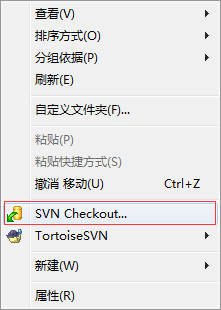 查看(V)
排序方式(O)
分组依据(P)
刷新(E)
自定义文件夹(F)...
粘贴(P)
粘贴快捷方式(S)
撤消 移动(U) Ctrl+Z
SVN Checkout...
TortoiseSVN
新建(W)
属性(R)